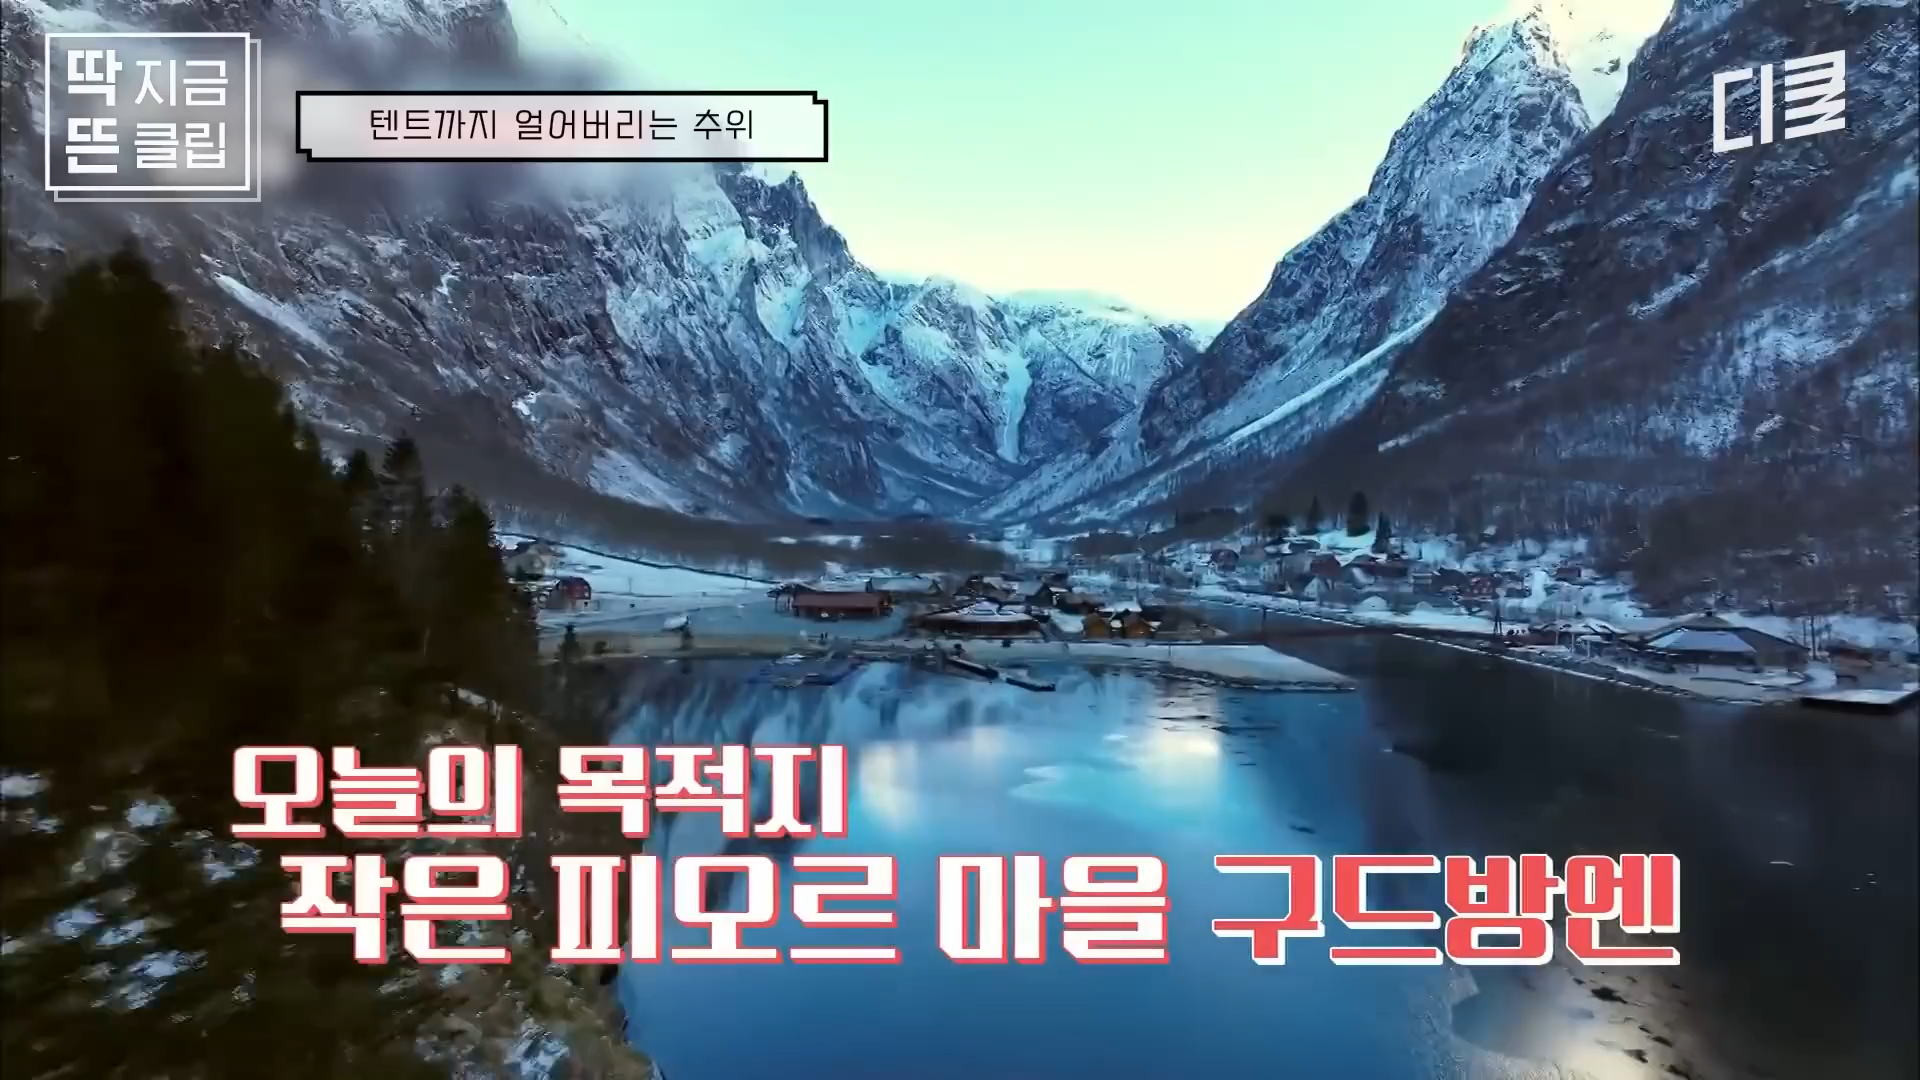 딱 지금
뜬 클립
텐트까지 얼어버리는 추위
디클
오늘의 목적지
작은 피오르 마을 구드방엔